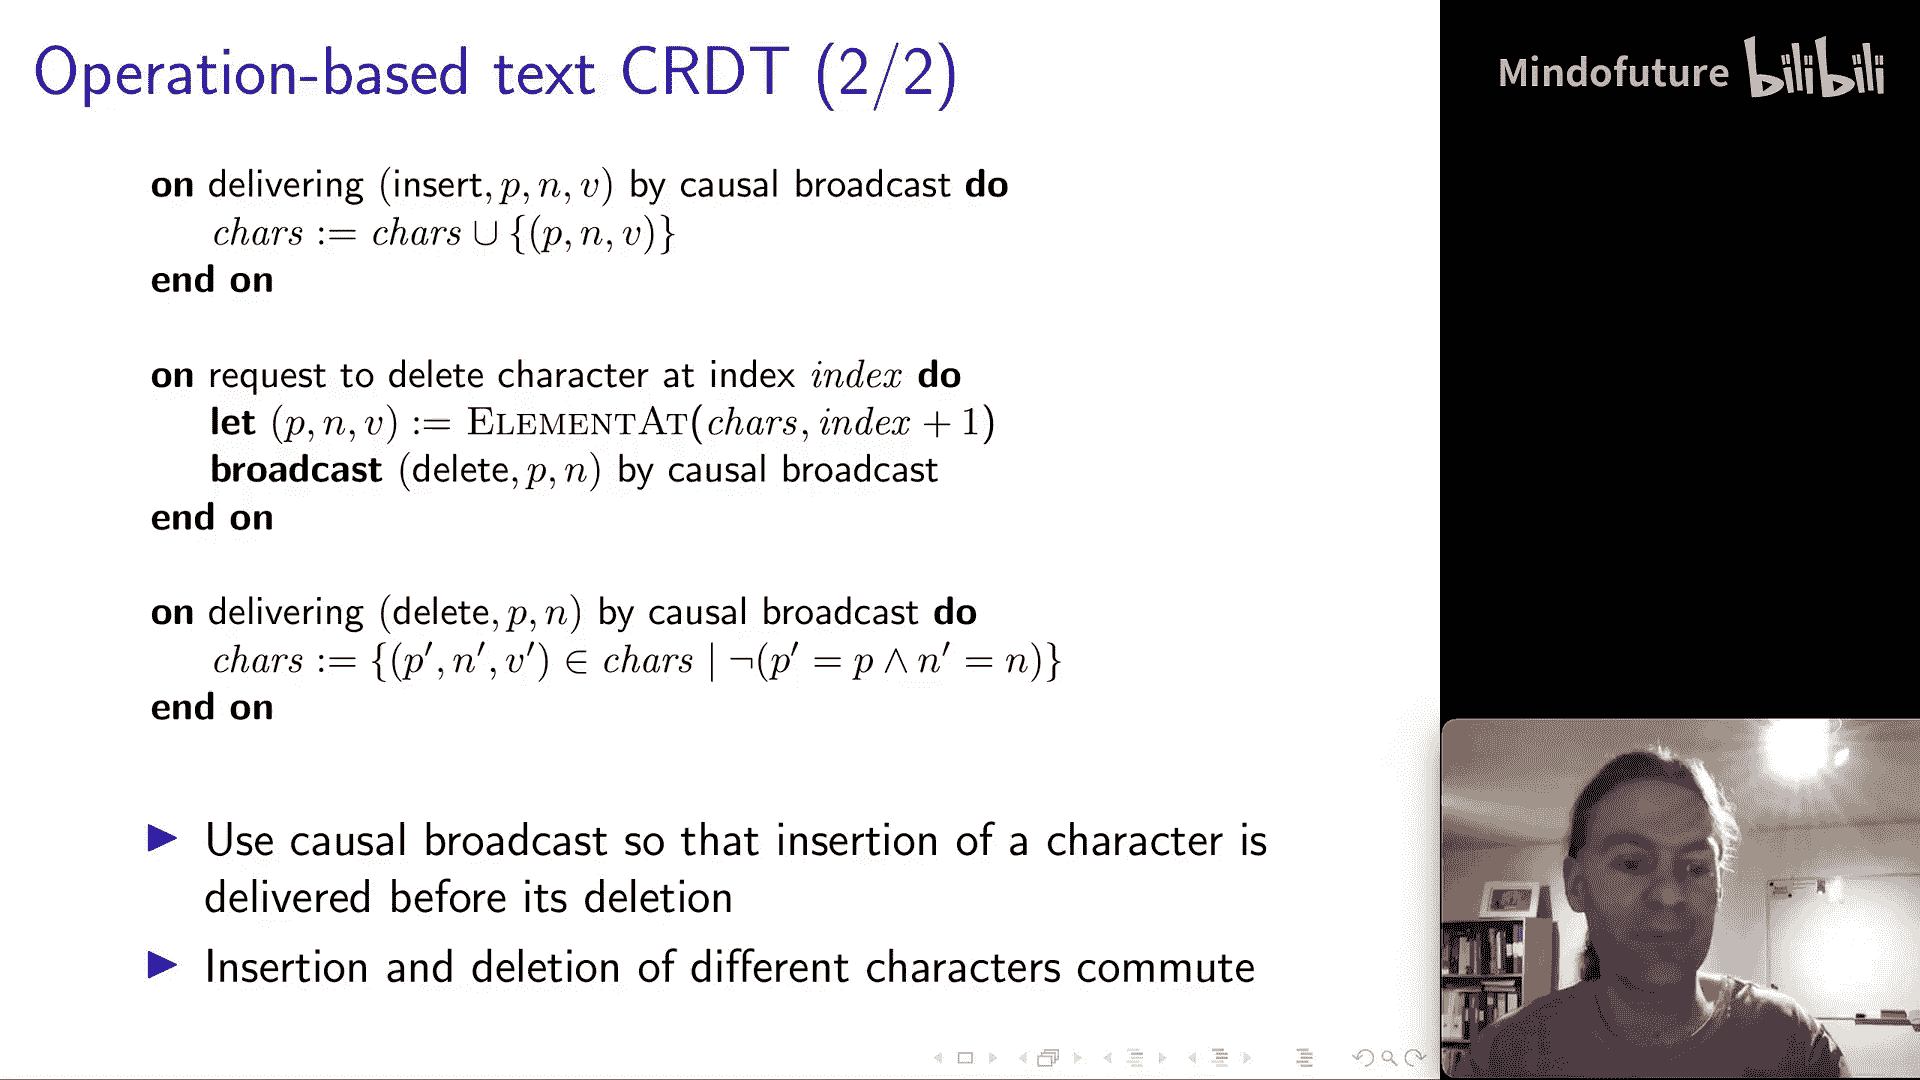 Operation-based text CRDT (2/2)
Mindofuture bilibili
on delivering (insert, p, n, v) by causal broadcast do
chars := chars ∪ {(p, n, v)}
end on
on request to delete character at index index do
let (p, n, v) := ELEMENTAT(chars, index + 1)
broadcast (delete, p, n) by causal broadcast
end on
on delivering (delete, p, n) by causal broadcast do
chars := {(p′, n′, v′) ∈ chars | ¬(p′ = p ∧ n′ = n)}
end on
▶ Use causal broadcast so that insertion of a character is
delivered before its deletion
▶ Insertion and deletion of different characters commute